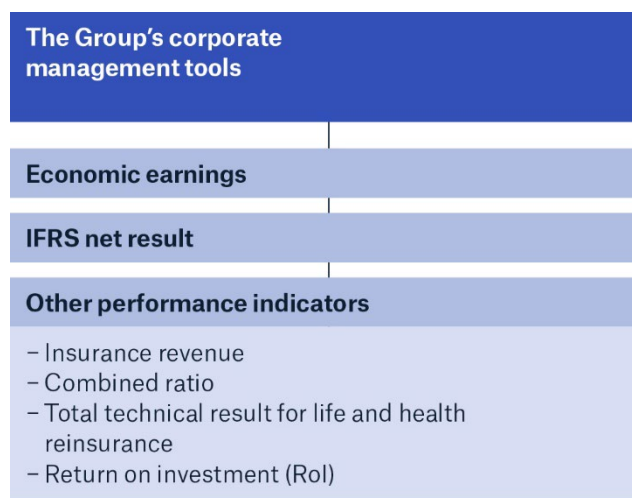 The Group's corporate
management tools
Economic earnings
IFRS net result
Other performance indicators
– Insurance revenue
– Combined ratio
– Total technical result for life and health
reinsurance
– Return on investment (RoI)